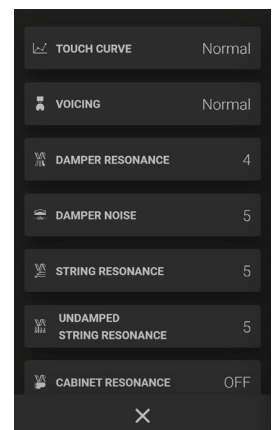 TOUCH CURVE Normal
VOICING Normal
DAMPER RESONANCE 4
DAMPER NOISE 5
STRING RESONANCE 5
UNDAMPED
STRING RESONANCE 5
CABINET RESONANCE OFF